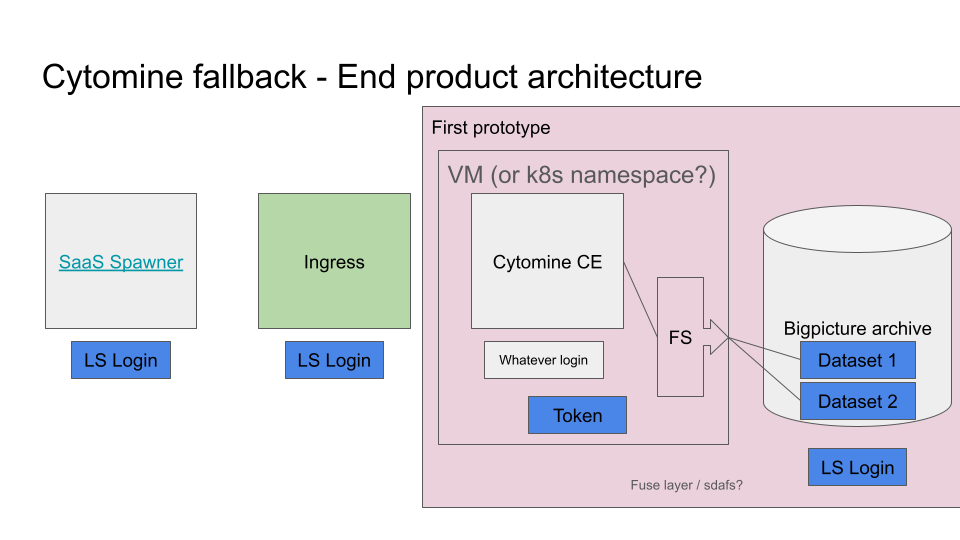 Cytomine fallback - End product architecture
First prototype
VM (or k8s namespace?)
SaaS Spawner
Ingress
Cytomine CE
FS
Bigpicture archive
LS Login
LS Login
Whatever login
Dataset 1
Dataset 2
Token
LS Login
Fuse layer / sdafs?